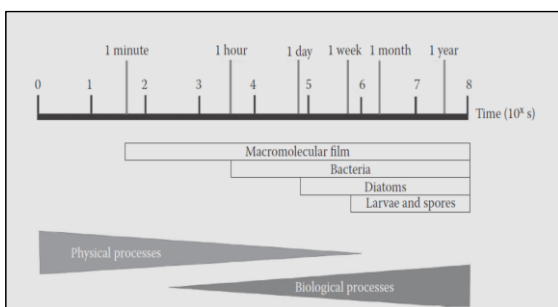 1 minute 1 hour 1 day 1 week 1 month 1 year
0 1 2 3 4 5 6 7 8
Time (10ˣ s)
Macromolecular film
Bacteria
Diatoms
Larvae and spores
Physical processes
Biological processes